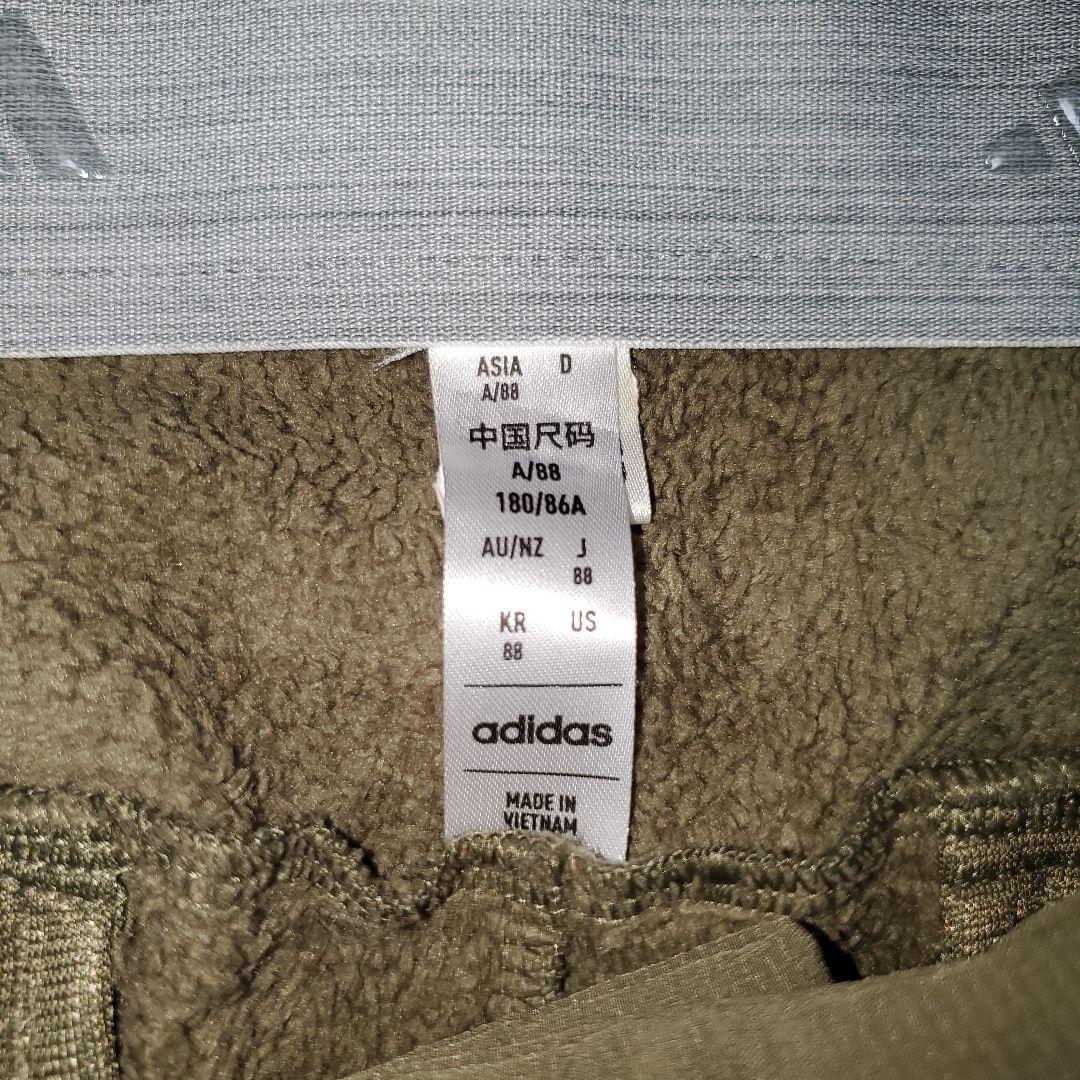 ASIA D
A/88
中国尺码
A/88
180/86A
AU/NZ J
88
KR US
88
adidas
MADE IN
VIETNAM